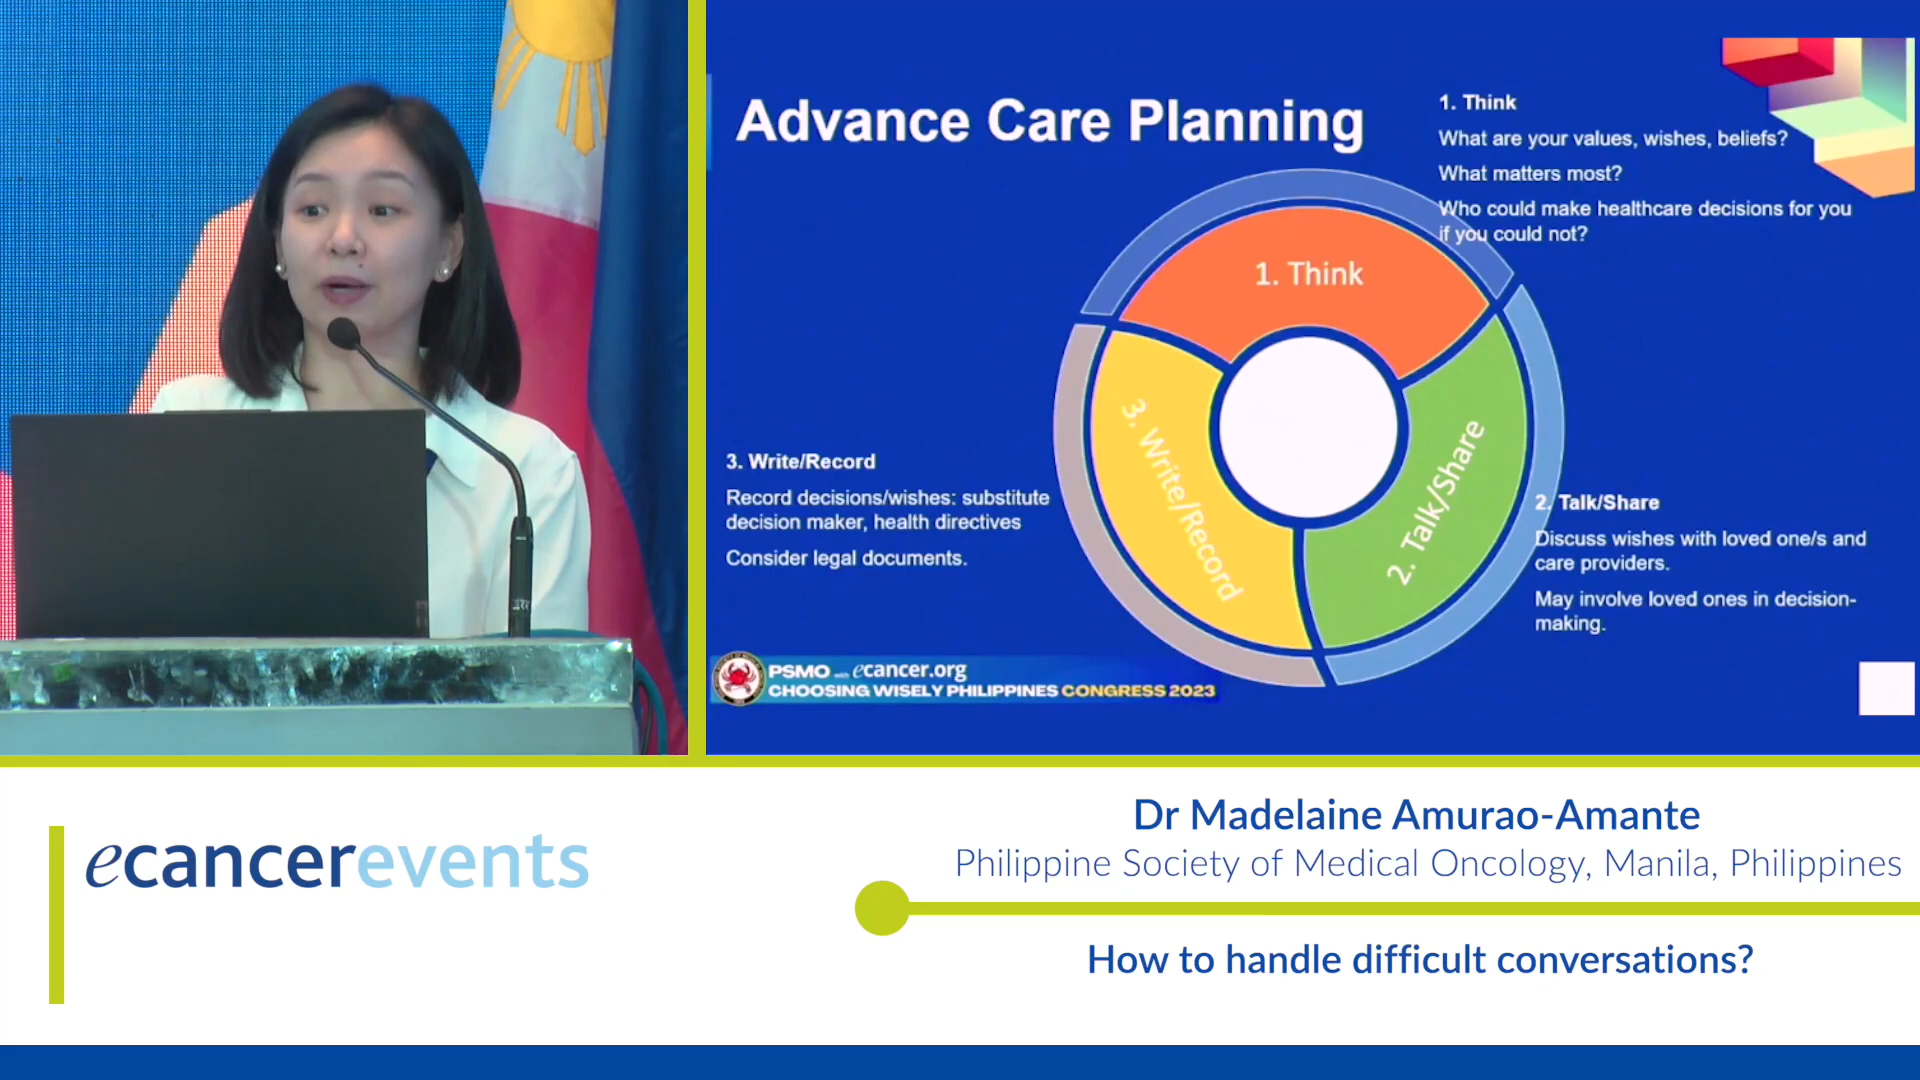 Advance Care Planning
1. Think
What are your values, wishes, beliefs?
What matters most?
Who could make healthcare decisions for you
if you could not?
1. Think
2. Talk/Share
3. Write/Record
3. Write/Record
Record decisions/wishes: substitute
decision maker, health directives
Consider legal documents.
2. Talk/Share
Discuss wishes with loved one/s and
care providers.
May involve loved ones in decision-
making.
PSMO with ecancer.org
CHOOSING WISELY PHILIPPINES CONGRESS 2023
ecancerevents
Dr Madelaine Amurao-Amante
Philippine Society of Medical Oncology, Manila, Philippines
How to handle difficult conversations?